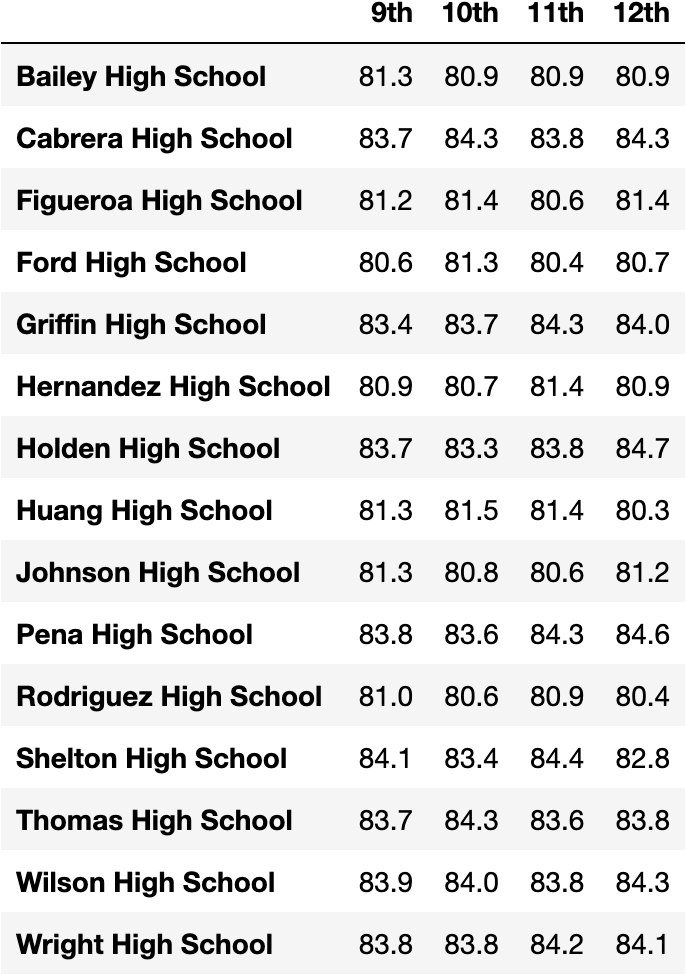 9th 10th 11th 12th
Bailey High School 81.3 80.9 80.9 80.9
Cabrera High School 83.7 84.3 83.8 84.3
Figueroa High School 81.2 81.4 80.6 81.4
Ford High School 80.6 81.3 80.4 80.7
Griffin High School 83.4 83.7 84.3 84.0
Hernandez High School 80.9 80.7 81.4 80.9
Holden High School 83.7 83.3 83.8 84.7
Huang High School 81.3 81.5 81.4 80.3
Johnson High School 81.3 80.8 80.6 81.2
Pena High School 83.8 83.6 84.3 84.6
Rodriguez High School 81.0 80.6 80.9 80.4
Shelton High School 84.1 83.4 84.4 82.8
Thomas High School 83.7 84.3 83.6 83.8
Wilson High School 83.9 84.0 83.8 84.3
Wright High School 83.8 83.8 84.2 84.1